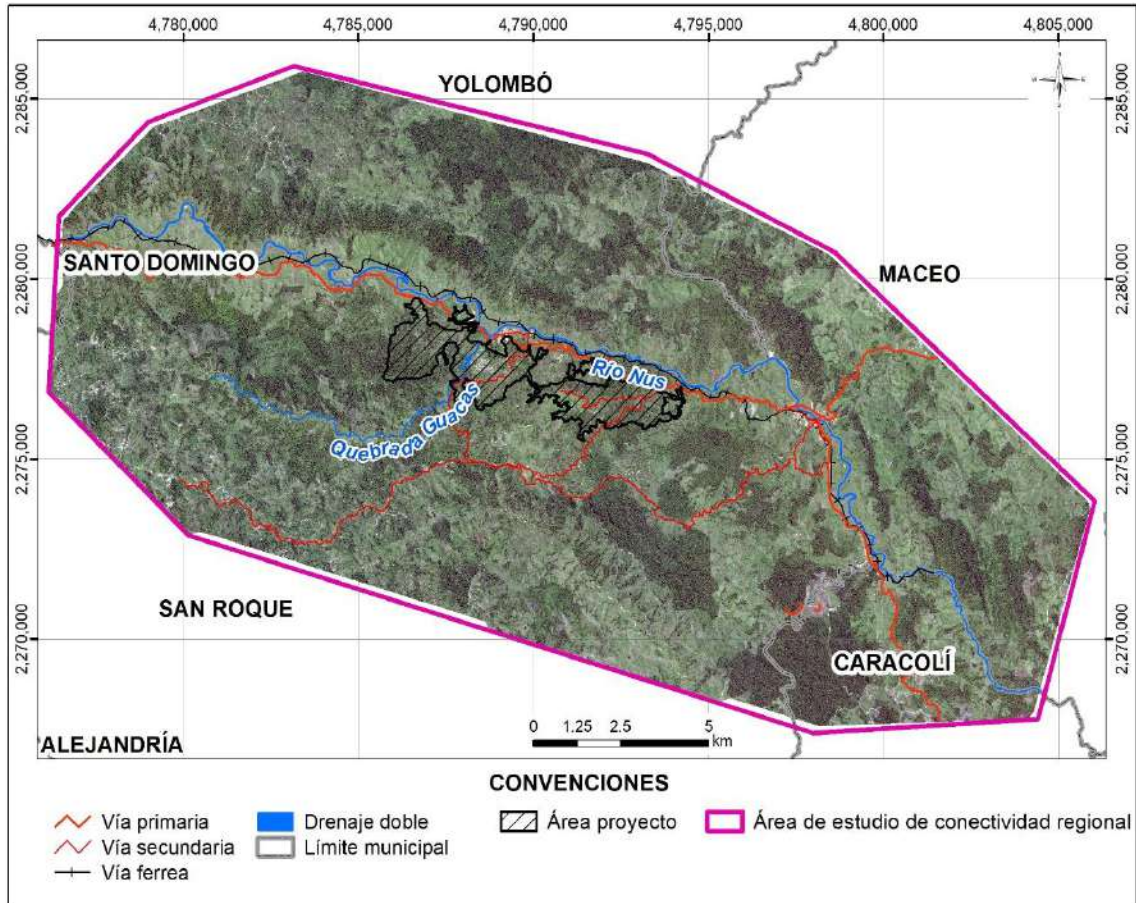 4,780,000 4,785,000 4,790,000 4,795,000 4,800,000 4,805,000
YOLOMBÓ
2,285,000 2,285,000
SANTO DOMINGO
MACEO
2,280,000 2,280,000
Río Nus
Quebrada Guacas
2,275,000 2,275,000
SAN ROQUE
2,270,000 2,270,000
CARACOLÍ
0 1.25 2.5 5
km
ALEJANDRÍA
CONVENCIONES
Vía primaria Drenaje doble Área proyecto Área de estudio de conectividad regional
Vía secundaria Límite municipal
Vía ferrea